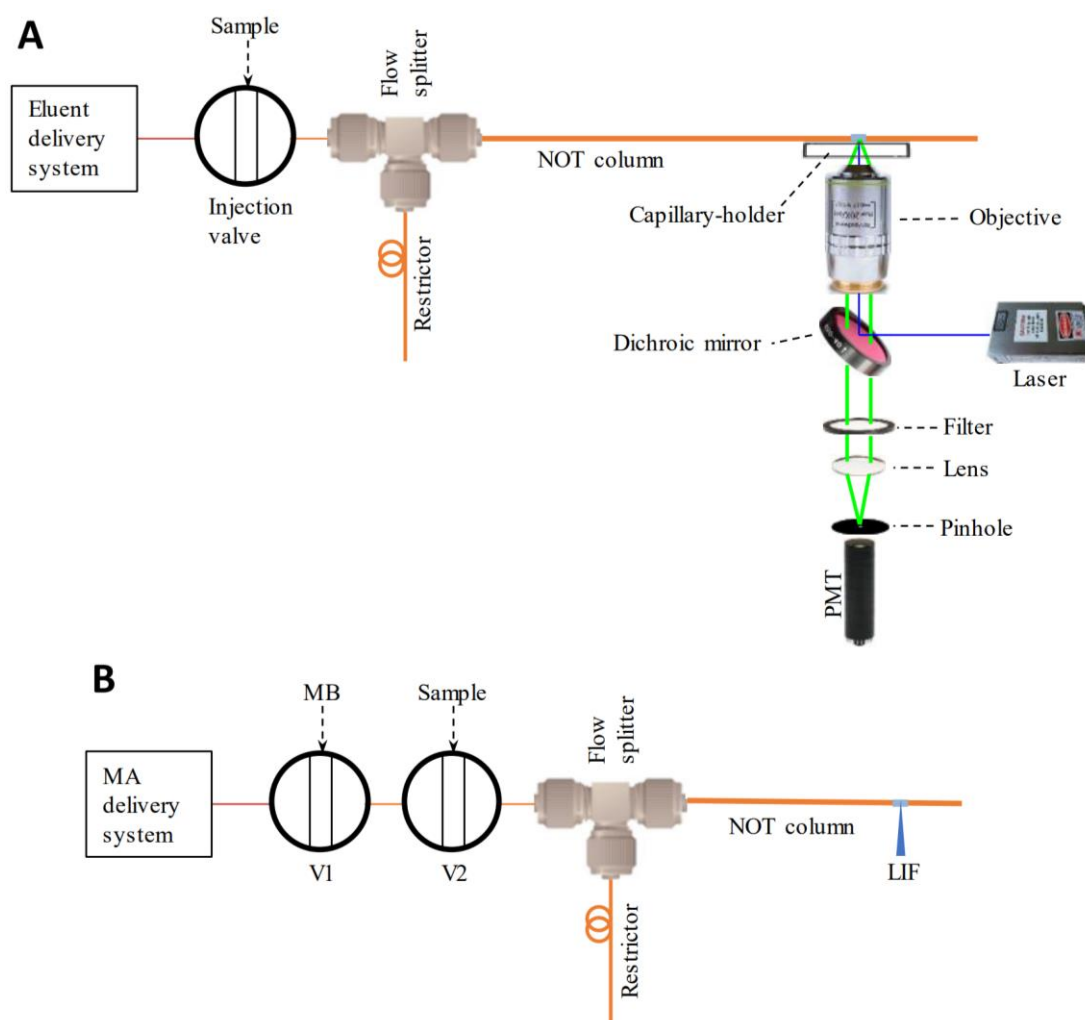 A
Sample
Eluent
delivery
system
Injection
valve
Flow
splitter
Restrictor
NOT column
Capillary-holder
Objective
Dichroic mirror
Laser
Filter
Lens
Pinhole
PMT
B
MB
Sample
MA
delivery
system
V1
V2
Flow
splitter
Restrictor
NOT column
LIF